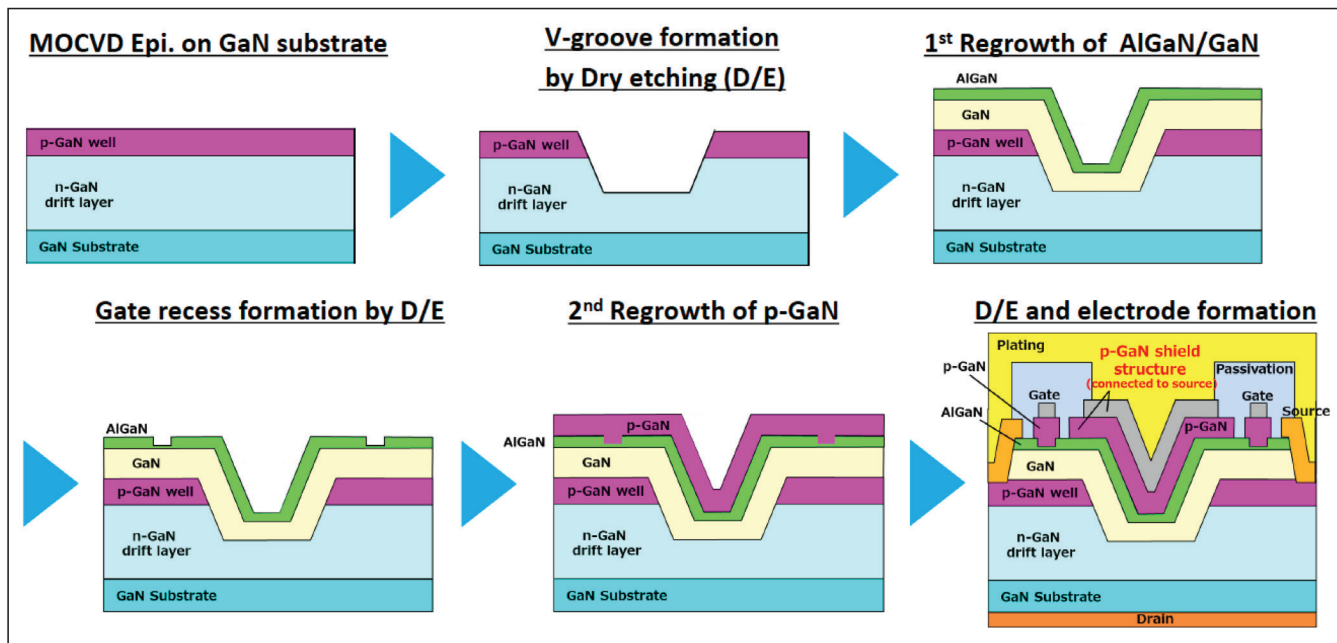 MOCVD Epi. on GaN substrate
p-GaN well
n-GaN
drift layer
GaN Substrate
V-groove formation
by Dry etching (D/E)
p-GaN well
n-GaN
drift layer
GaN Substrate
1st Regrowth of AlGaN/GaN
AlGaN
GaN
p-GaN well
n-GaN
drift layer
GaN Substrate
Gate recess formation by D/E
AlGaN
GaN
p-GaN well
n-GaN
drift layer
GaN Substrate
2nd Regrowth of p-GaN
p-GaN
AlGaN
GaN
p-GaN well
n-GaN
drift layer
GaN Substrate
D/E and electrode formation
Plating
p-GaN shield
structure
(connected to source)
Passivation
p-GaN
Gate
Gate
AlGaN
Source
p-GaN
GaN
p-GaN well
n-GaN
drift layer
GaN Substrate
Drain